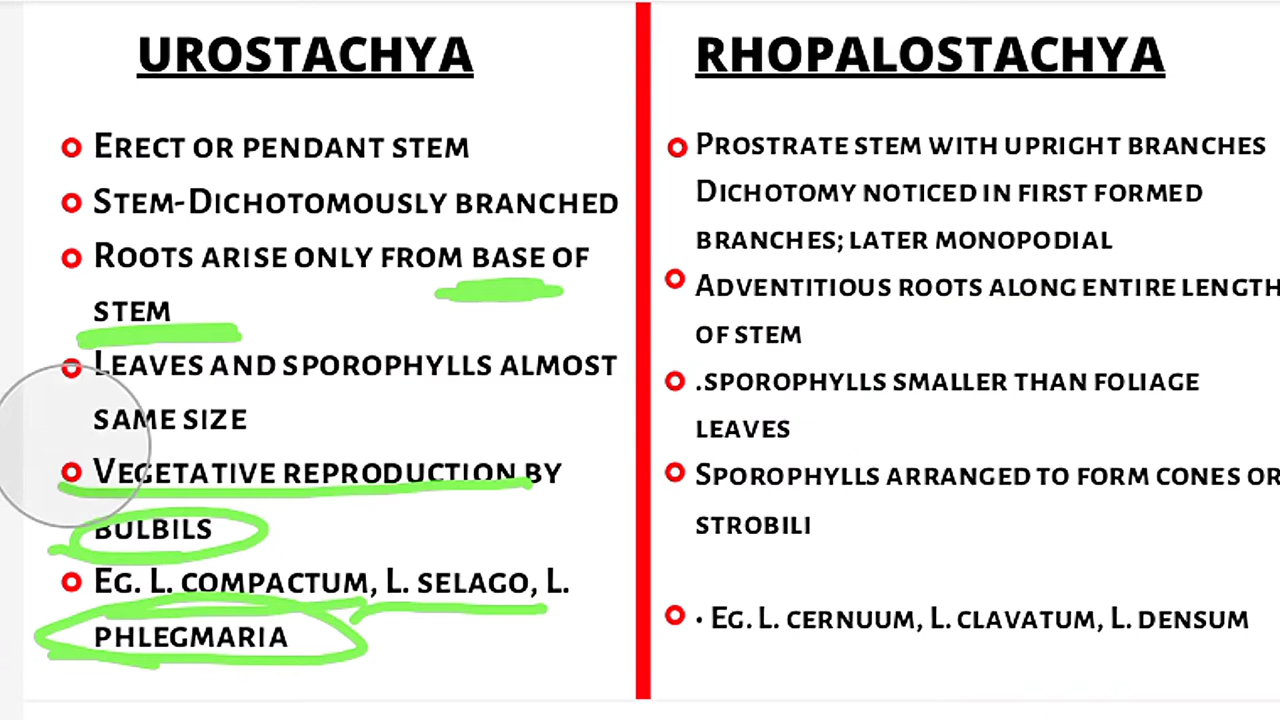 UROSTACHYA
ERECT OR PENDANT STEM
STEM-DICHOTOMOUSLY BRANCHED
ROOTS ARISE ONLY FROM BASE OF
STEM
LEAVES AND SPOROPHYLLS ALMOST
SAME SIZE
VEGETATIVE REPRODUCTION BY
BULBILS
EG. L. COMPACTUM, L. SELAGO, L.
PHLEGMARIA
RHOPALOSTACHYA
PROSTRATE STEM WITH UPRIGHT BRANCHES
DICHOTOMY NOTICED IN FIRST FORMED
BRANCHES; LATER MONOPODIAL
ADVENTITIOUS ROOTS ALONG ENTIRE LENGTH
OF STEM
.SPOROPHYLLS SMALLER THAN FOLIAGE
LEAVES
SPOROPHYLLS ARRANGED TO FORM CONES OR
STROBILI
· EG. L. CERNUUM, L. CLAVATUM, L. DENSUM